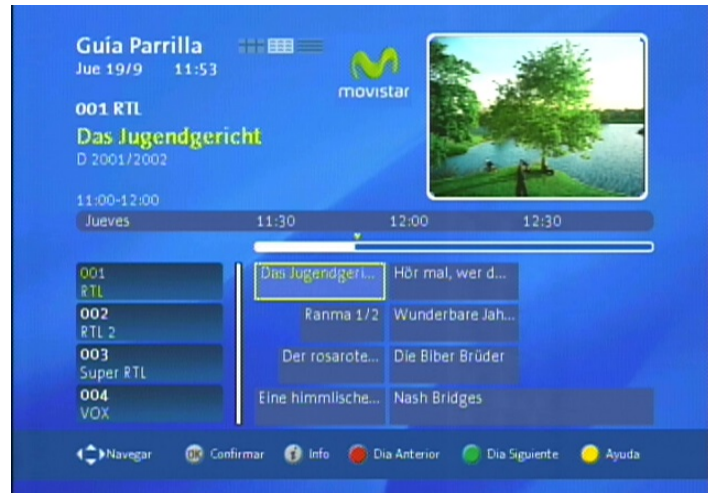 Guía Parrilla
Jue 19/9 11:53
movistar
001 RTL
Das Jugendgericht
D 2001/2002
11:00-12:00
Jueves 11:30 12:00 12:30
001
RTL
Das Jugendgeri... Hör mal, wer d...
002
RTL 2
Ranma 1/2 Wunderbare Jah...
003
Super RTL
Der rosarote... Die Biber Brüder
004
VOX
Eine himmlische... Nash Bridges
Navegar OK Confirmar i Info Dia Anterior Dia Siguiente Ayuda